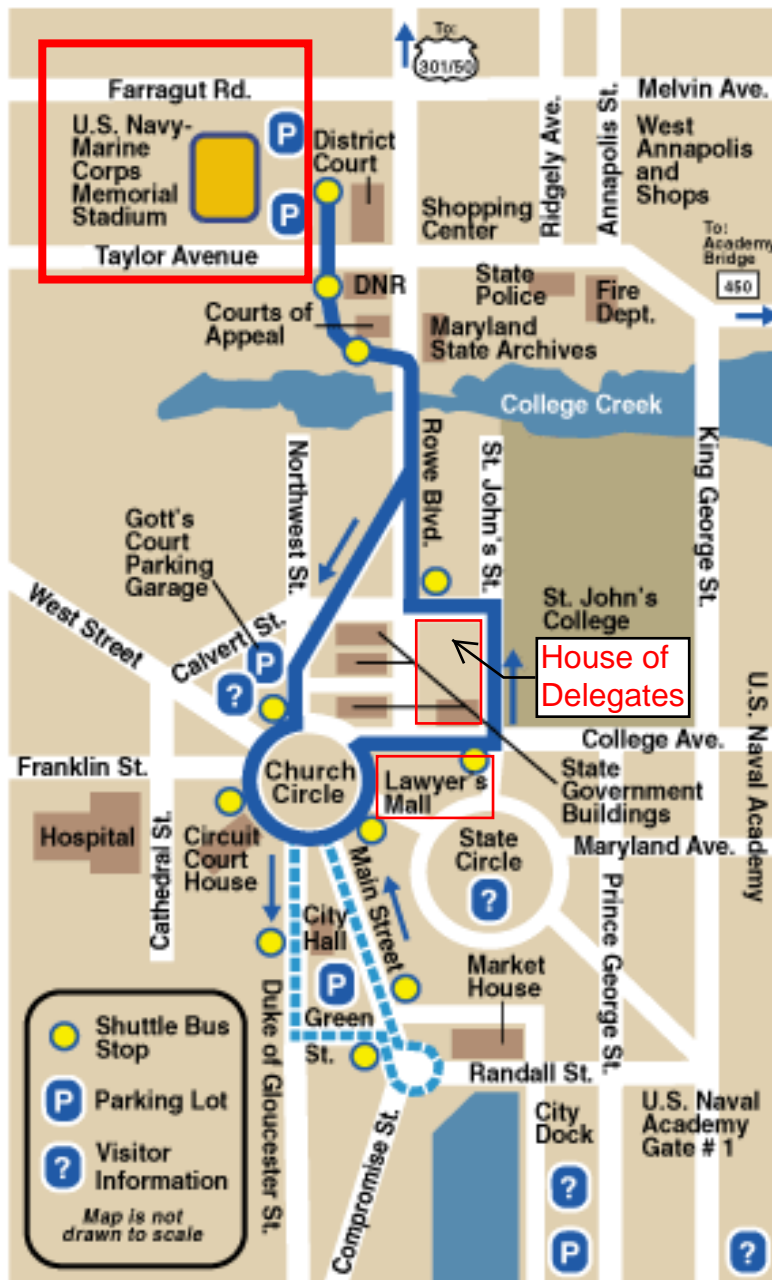 To:
301/50
Farragut Rd.
Melvin Ave.
Ridgely Ave.
Annapolis St.
U.S. Navy-
Marine
Corps
Memorial
Stadium
P
P
District
Court
West
Annapolis
and
Shops
Shopping
Center
To:
Academy
Bridge
450
Taylor Avenue
DNR
State
Police
Fire
Dept.
Courts of
Appeal
Maryland
State Archives
College Creek
Northwest St.
Rowe Blvd.
St. John's St.
King George St.
Gott's
Court
Parking
Garage
West Street
Calvert St.
P
?
St. John's
College
House of
Delegates
U.S. Naval Academy
College Ave.
Franklin St.
Church
Circle
Lawyer's
Mall
State
Government
Buildings
Hospital
Cathedral St.
Circuit
Court
House
Main Street
State
Circle
?
Maryland Ave.
Prince George St.
City
Hall
P
Green
St.
Market
House
Duke of Gloucester St.
Randall St.
Compromise St.
City
Dock
?
P
U.S. Naval
Academy
Gate # 1
?
Shuttle Bus
Stop
P
Parking Lot
?
Visitor
Information
Map is not
drawn to scale